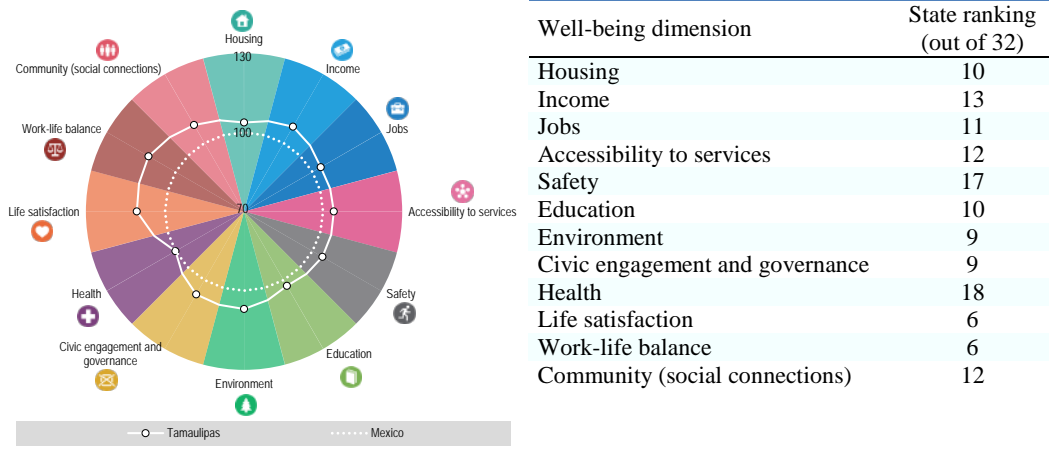 Housing
130
Community (social connections)
Income
Work-life balance
100
Jobs
Life satisfaction
70
Accessibility to services
Health
Safety
Civic engagement and
governance
Education
Environment
Tamaulipas
Mexico
Well-being dimension
State ranking
(out of 32)
Housing 10
Income 13
Jobs 11
Accessibility to services 12
Safety 17
Education 10
Environment 9
Civic engagement and governance 9
Health 18
Life satisfaction 6
Work-life balance 6
Community (social connections) 12